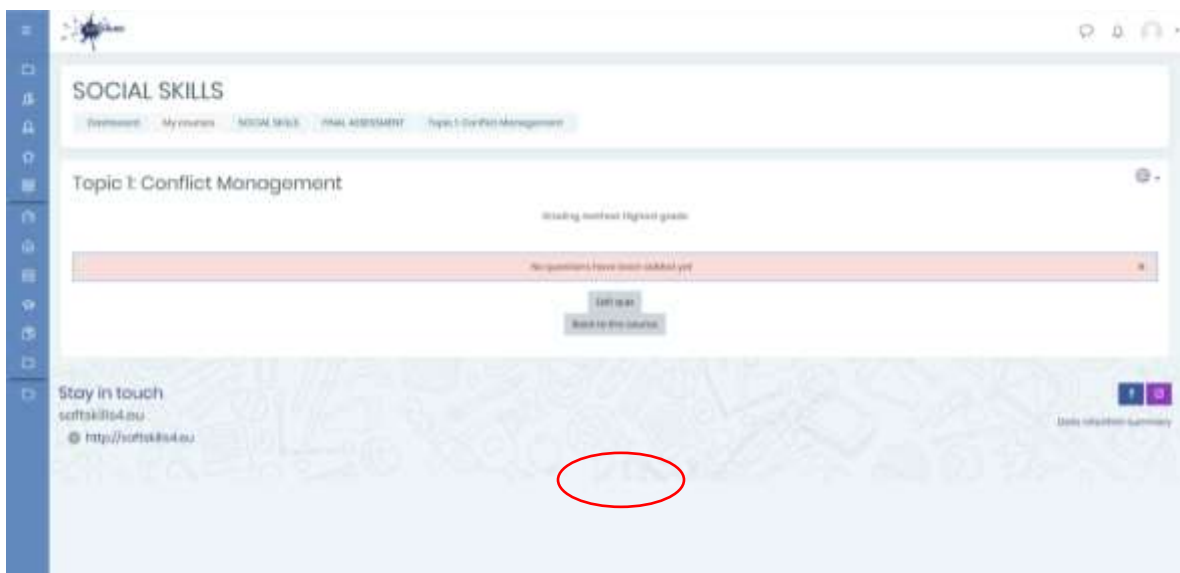 SOCIAL SKILLS
Dashboard My courses SOCIAL SKILLS FINAL ASSESSMENT Topic 1: Conflict Management
Topic 1: Conflict Management
Grading method: Highest grade
No questions have been added yet
Edit quiz
Back to the course
Stay in touch
softskills4.eu
http://softskills4.eu
Data retention summary